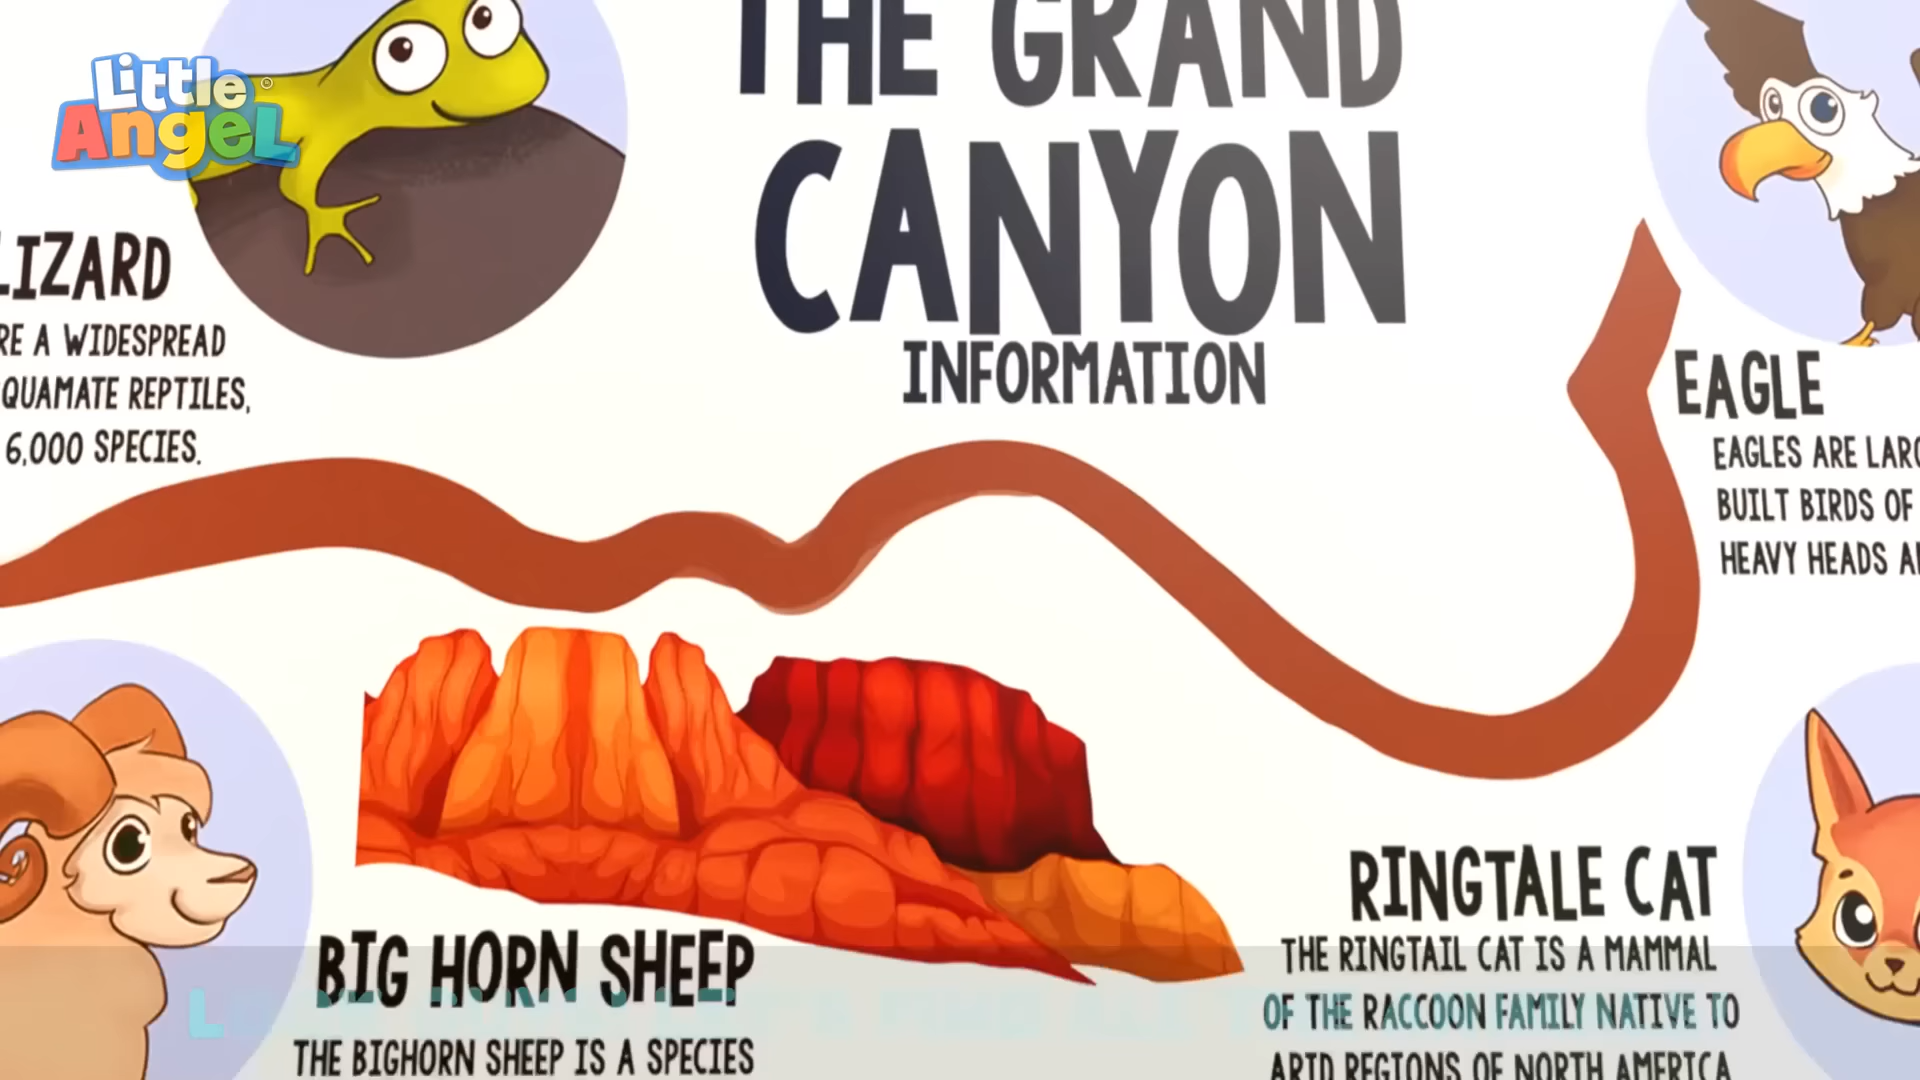 Little
Angel
THE GRAND
CANYON
INFORMATION
LIZARD
RE A WIDESPREAD
QUAMATE REPTILES,
6,000 SPECIES.
EAGLE
EAGLES ARE LARG
BUILT BIRDS OF
HEAVY HEADS A
BIG HORN SHEEP
THE BIGHORN SHEEP IS A SPECIES
RINGTALE CAT
THE RINGTAIL CAT IS A MAMMAL
OF THE RACCOON FAMILY NATIVE TO
ARID REGIONS OF NORTH AMERICA